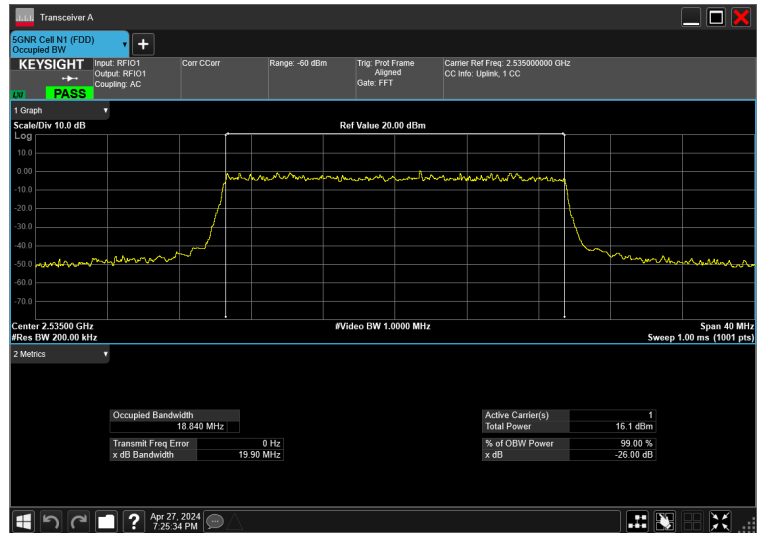 Transceiver A
5GNR Cell N1 (FDD)
Occupied BW
KEYSIGHT
LXI
PASS
Input: RFIO1
Output: RFIO1
Coupling: AC
Corr CCorr
Range: -60 dBm
Trig: Prot Frame
Aligned
Gate: FFT
Carrier Ref Freq: 2.535000000 GHz
CC Info: Uplink, 1 CC
1 Graph
Scale/Div 10.0 dB
Ref Value 20.00 dBm
Log
10.0
0.00
-10.0
-20.0
-30.0
-40.0
-50.0
-60.0
-70.0
Center 2.53500 GHz
#Video BW 1.0000 MHz
Span 40 MHz
#Res BW 200.00 kHz
Sweep 1.00 ms (1001 pts)
2 Metrics
Occupied Bandwidth
18.840 MHz
Transmit Freq Error 0 Hz
x dB Bandwidth 19.90 MHz
Active Carrier(s) 1
Total Power 16.1 dBm
% of OBW Power 99.00 %
x dB -26.00 dB
?
Apr 27, 2024
7:25:34 PM